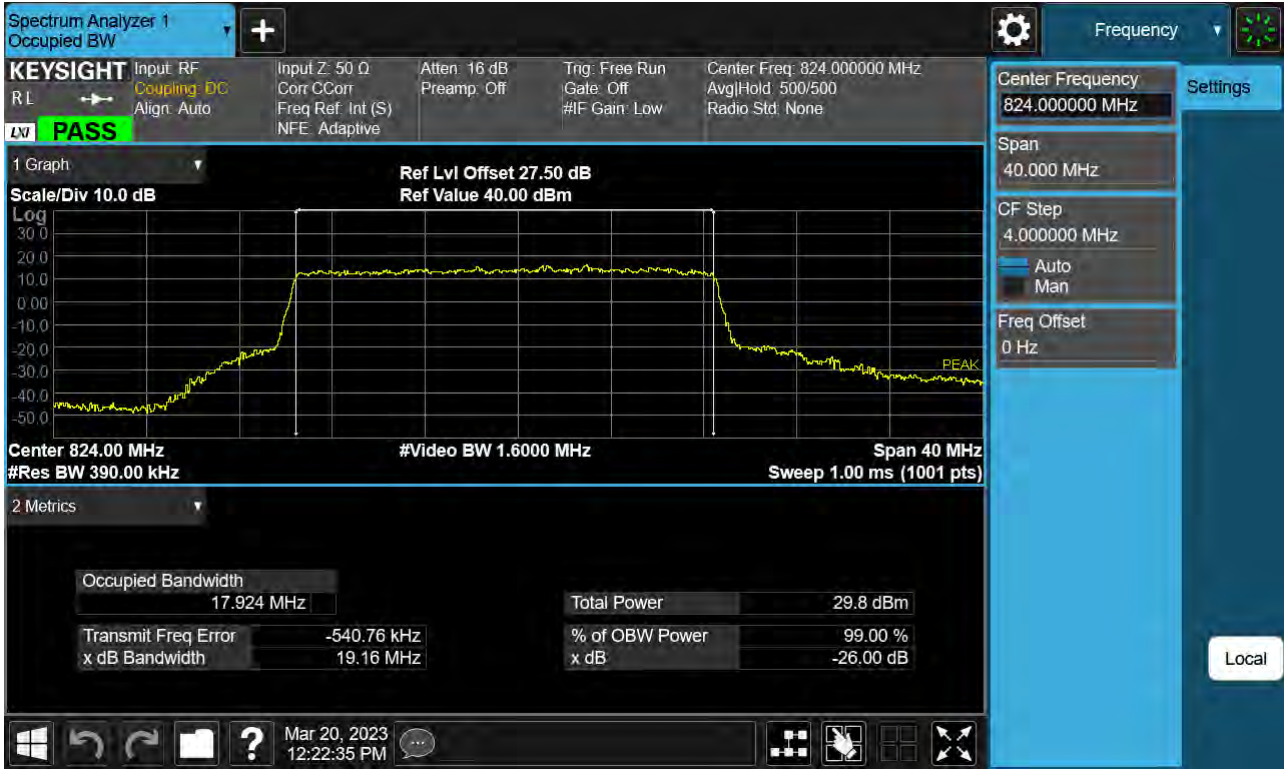 Spectrum Analyzer 1
Occupied BW
+
Frequency
KEYSIGHT
RL
LXI
PASS
Input: RF
Coupling: DC
Align: Auto
Input Z: 50 Ω
Corr CCorr
Freq Ref: Int (S)
NFE: Adaptive
Atten: 16 dB
Preamp: Off
Trig: Free Run
Gate: Off
#IF Gain: Low
Center Freq: 824.000000 MHz
Avg|Hold: 500/500
Radio Std: None
Center Frequency
824.000000 MHz
Settings
Span
40.000 MHz
CF Step
4.000000 MHz
Auto
Man
Freq Offset
0 Hz
Local
1 Graph
Scale/Div 10.0 dB
Ref Lvl Offset 27.50 dB
Ref Value 40.00 dBm
Log
30.0
20.0
10.0
0.00
-10.0
-20.0
-30.0
-40.0
-50.0
PEAK
Center 824.00 MHz
#Video BW 1.6000 MHz
Span 40 MHz
#Res BW 390.00 kHz
Sweep 1.00 ms (1001 pts)
2 Metrics
Occupied Bandwidth
17.924 MHz
Total Power 29.8 dBm
Transmit Freq Error -540.76 kHz
% of OBW Power 99.00 %
x dB Bandwidth 19.16 MHz
x dB -26.00 dB
?
Mar 20, 2023
12:22:35 PM